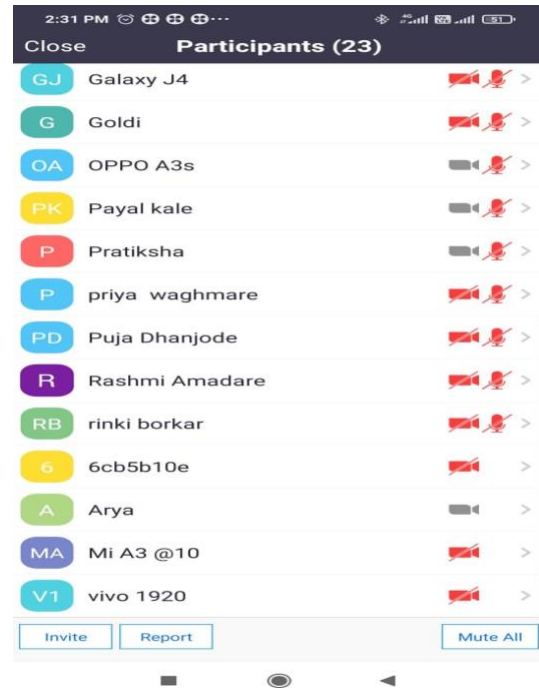 2:31 PM
51
Close Participants (23)
GJ Galaxy J4
G Goldi
OA OPPO A3s
PK Payal kale
P Pratiksha
P priya waghmare
PD Puja Dhanjode
R Rashmi Amadare
RB rinki borkar
6 6cb5b10e
A Arya
MA Mi A3 @10
V1 vivo 1920
Invite Report Mute All